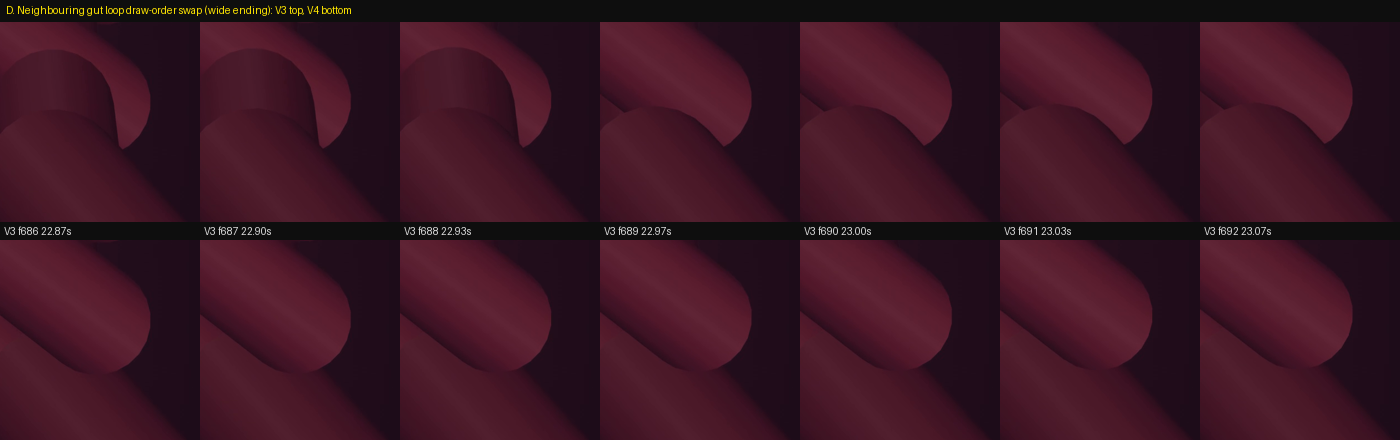 D. Neighbouring gut loop draw-order swap (wide ending): V3 top, V4 bottom
V3 f686 22.87s
V3 f687 22.90s
V3 f688 22.93s
V3 f689 22.97s
V3 f690 23.00s
V3 f691 23.03s
V3 f692 23.07s